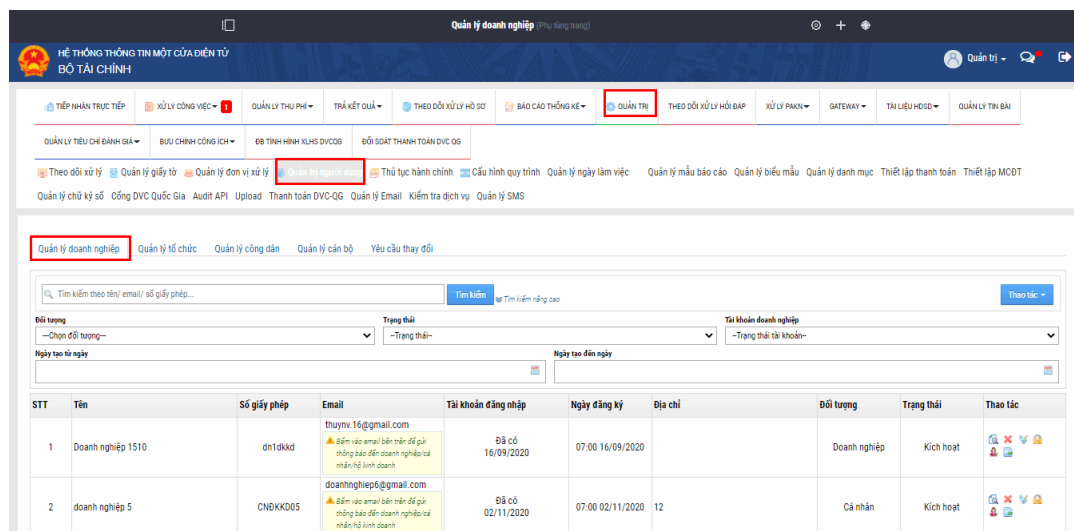 Quản lý doanh nghiệp (Phụ tùng trang)
HỆ THỐNG THÔNG TIN MỘT CỬA ĐIỆN TỬ
BỘ TÀI CHÍNH
Quản trị
TIẾP NHẬN TRỰC TIẾP XỬ LÝ CÔNG VIỆC 1 QUẢN LÝ THU PHÍ TRẢ KẾT QUẢ THEO DÕI XỬ LÝ HỒ SƠ BÁO CÁO THỐNG KÊ QUẢN TRỊ THEO DÕI XỬ LÝ HỎI ĐÁP XỬ LÝ PAKN GATEWAY TÀI LIỆU HDSD QUẢN LÝ TIN BÀI
QUẢN LÝ TIÊU CHÍ ĐÁNH GIÁ BƯU CHÍNH CÔNG ÍCH ĐB TÌNH HÌNH XLHS DVCQG ĐỐI SOÁT THANH TOÁN DVC QG
Theo dõi xử lý Quản lý giấy tờ Quản lý đơn vị xử lý Quản trị người dùng Thủ tục hành chính Cấu hình quy trình Quản lý ngày làm việc Quản lý mẫu báo cáo Quản lý biểu mẫu Quản lý danh mục Thiết lập thanh toán Thiết lập MCĐT
Quản lý chữ ký số Cổng DVC Quốc Gia Audit API Upload Thanh toán DVC-QG Quản lý Email Kiểm tra dịch vụ Quản lý SMS
Quản lý doanh nghiệp Quản lý tổ chức Quản lý công dân Quản lý cán bộ Yêu cầu thay đổi
Tìm kiếm theo tên/ email/ số giấy phép... Tìm kiếm Tìm kiếm nâng cao Thao tác
Đối tượng Trạng thái Tài khoản doanh nghiệp
---Chọn đối tượng--- --Trạng thái-- --Trạng thái tài khoản--
Ngày tạo từ ngày Ngày tạo đến ngày
STT Tên Số giấy phép Email Tài khoản đăng nhập Ngày đăng ký Địa chỉ Đối tượng Trạng thái Thao tác
thuynv.16@gmail.com
1 Doanh nghiệp 1510 dn1dkkd Bấm vào email bên trên để gửi thông báo đến doanh nghiệp/cá nhân/hộ kinh doanh Đã có 16/09/2020 07:00 16/09/2020 Doanh nghiệp Kích hoạt
doanhnghiep6@gmail.com
2 doanh nghiệp 5 CNĐKKD05 Bấm vào email bên trên để gửi thông báo đến doanh nghiệp/cá nhân/hộ kinh doanh Đã có 02/11/2020 07:00 02/11/2020 12 Cá nhân Kích hoạt